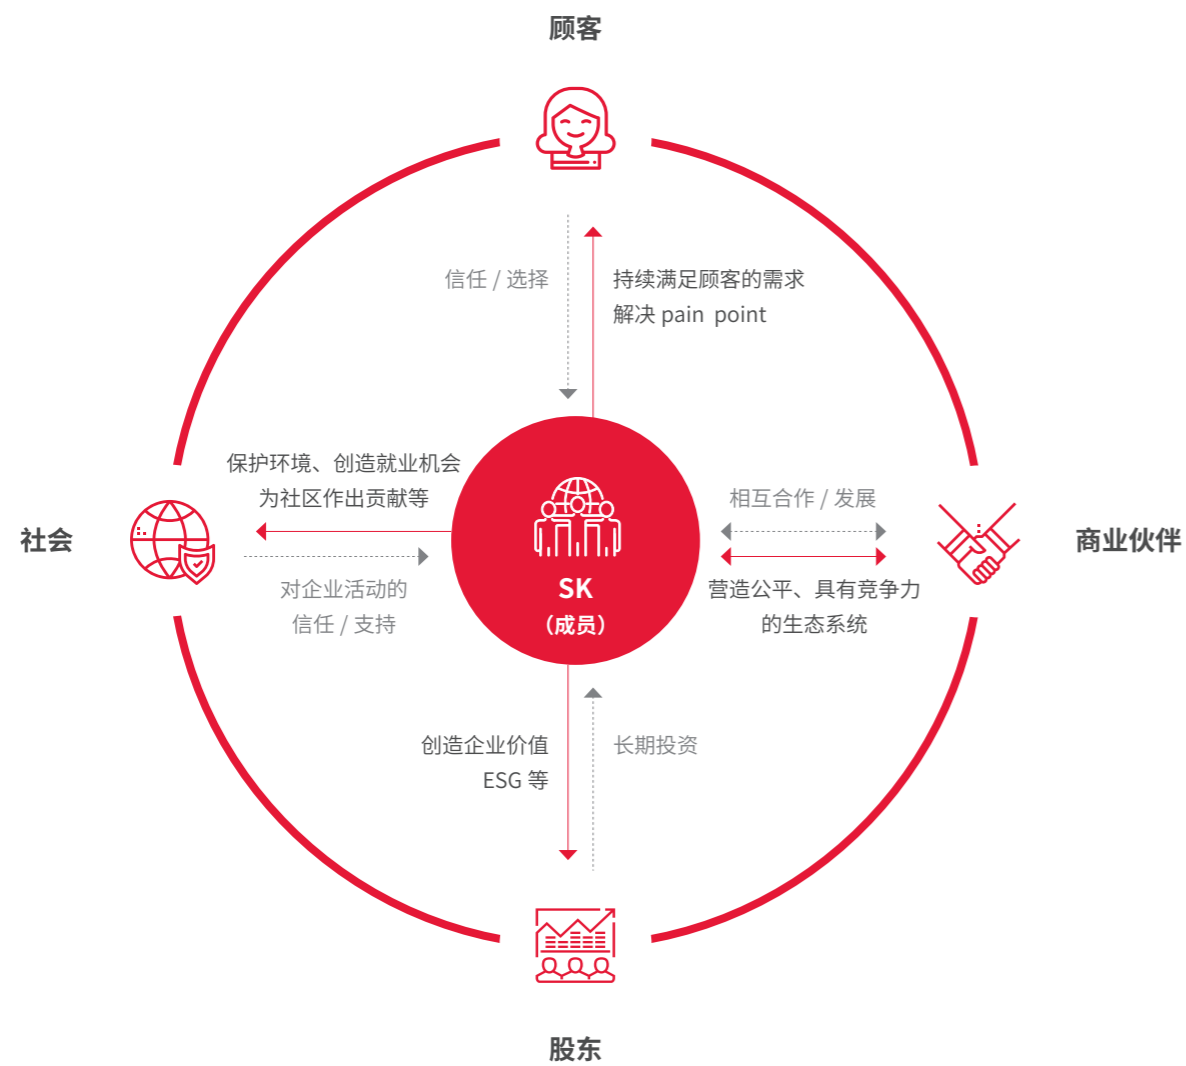 顾客
信任 / 选择
持续满足顾客的需求
解决 pain point
保护环境、创造就业机会
为社区作出贡献等
社会
对企业活动的
信任 / 支持
SK
（成员）
相互合作 / 发展
营造公平、具有竞争力
的生态系统
商业伙伴
创造企业价值
ESG 等
长期投资
股东